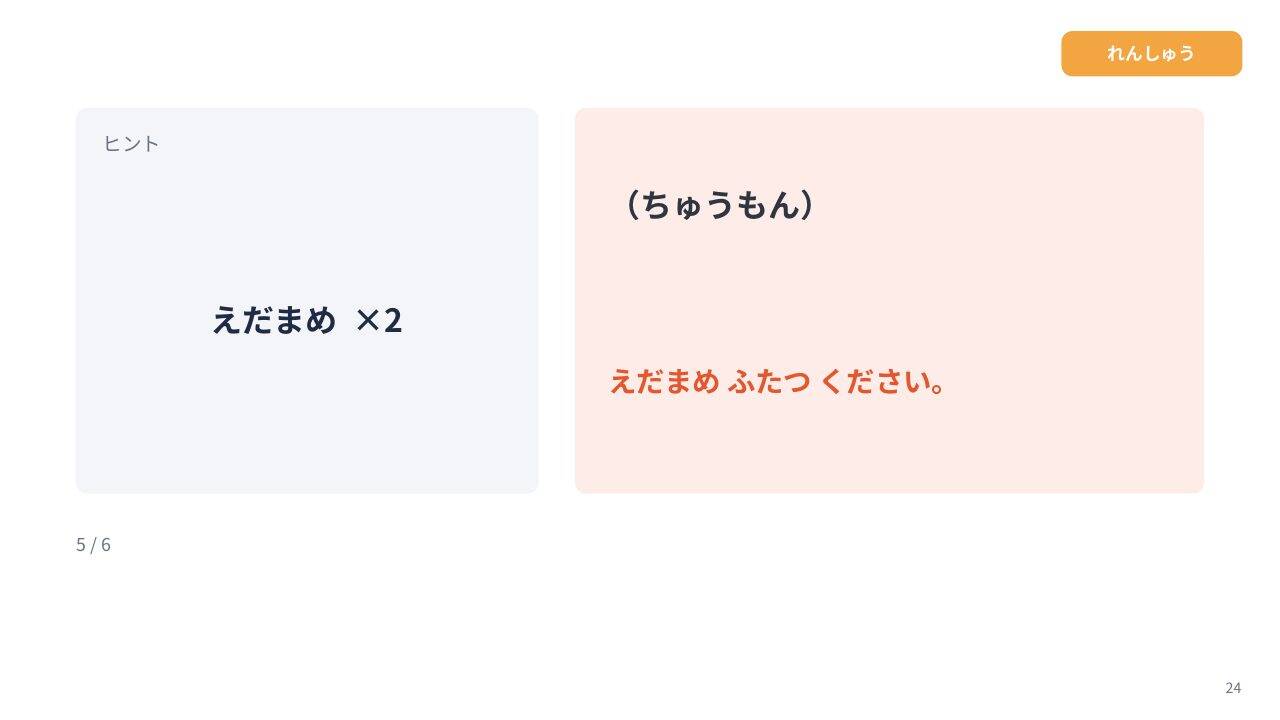 れんしゅう
ヒント
えだまめ ×2
（ちゅうもん）
えだまめ ふたつ ください。
5 / 6
24